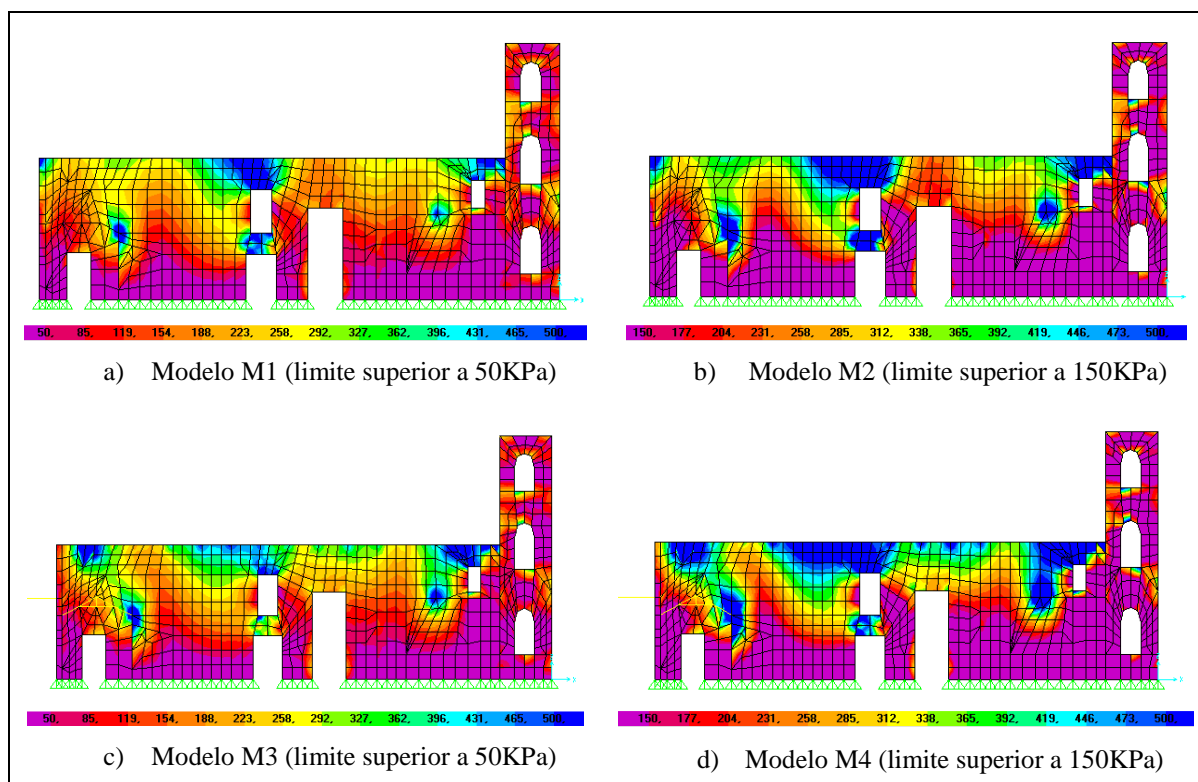 50, 85, 119, 154, 188, 223, 258, 292, 327, 362, 396, 431, 465, 500,
a) Modelo M1 (limite superior a 50KPa)
150, 177, 204, 231, 258, 285, 312, 338, 365, 392, 419, 446, 473, 500,
b) Modelo M2 (limite superior a 150KPa)
50, 85, 119, 154, 188, 223, 258, 292, 327, 362, 396, 431, 465, 500,
c) Modelo M3 (limite superior a 50KPa)
150, 177, 204, 231, 258, 285, 312, 338, 365, 392, 419, 446, 473, 500,
d) Modelo M4 (limite superior a 150KPa)